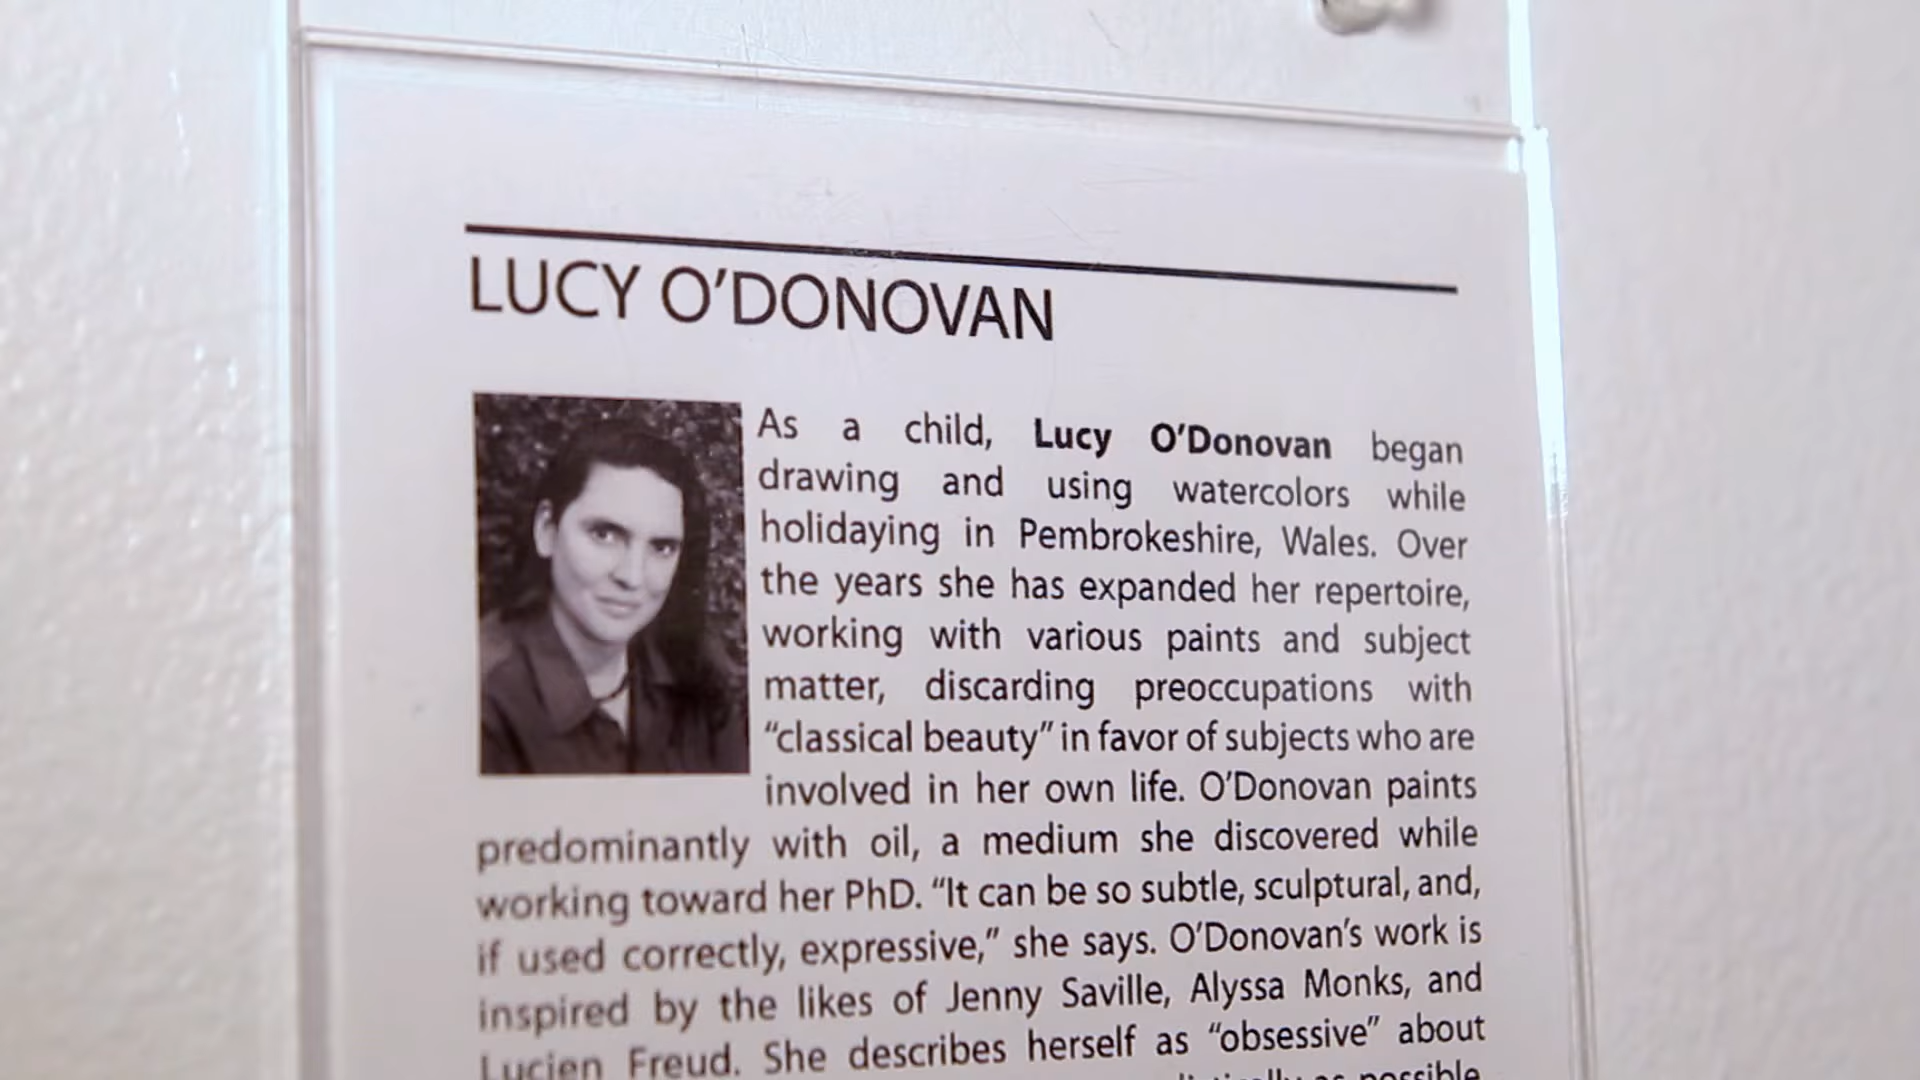 LUCY O’DONOVAN
As a child, Lucy O’Donovan began
drawing and using watercolors while
holidaying in Pembrokeshire, Wales. Over
the years she has expanded her repertoire,
working with various paints and subject
matter, discarding preoccupations with
“classical beauty” in favor of subjects who are
involved in her own life. O’Donovan paints
predominantly with oil, a medium she discovered while
working toward her PhD. “It can be so subtle, sculptural, and,
if used correctly, expressive,” she says. O’Donovan’s work is
inspired by the likes of Jenny Saville, Alyssa Monks, and
Lucien Freud. She describes herself as “obsessive” about
as possible